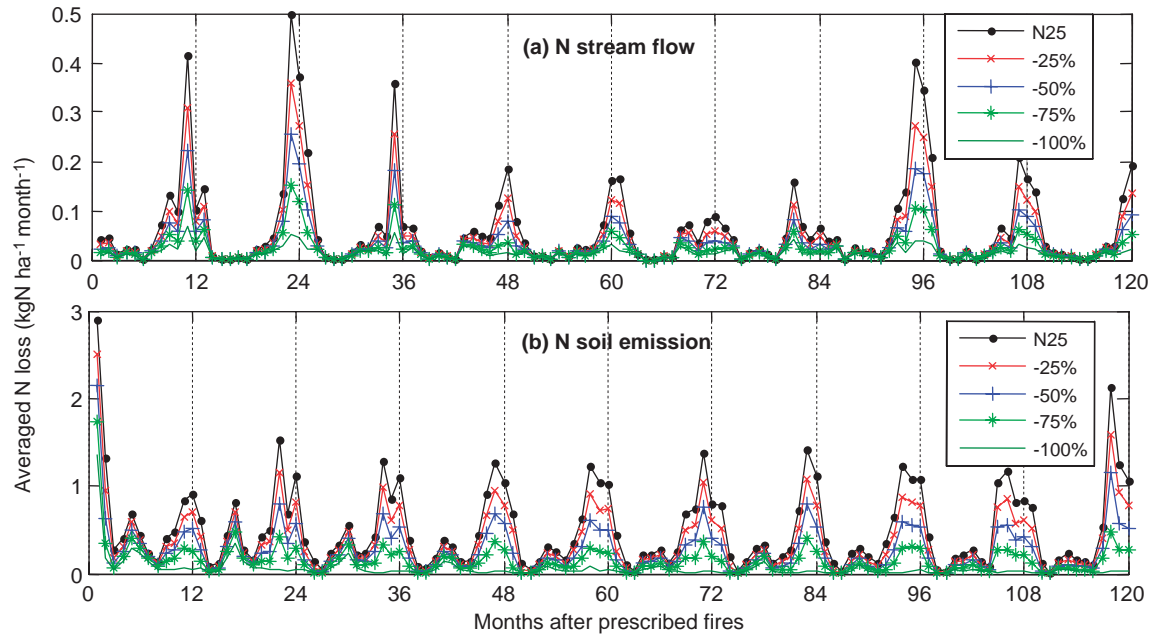 (a) N stream flow
0.5
0.4
0.3
0.2
0.1
0
0 12 24 36 48 60 72 84 96 108 120
N25
-25%
-50%
-75%
-100%
Averaged N loss (kgN ha⁻¹ month⁻¹)
(b) N soil emission
3
2
1
0
0 12 24 36 48 60 72 84 96 108 120
N25
-25%
-50%
-75%
-100%
Months after prescribed fires